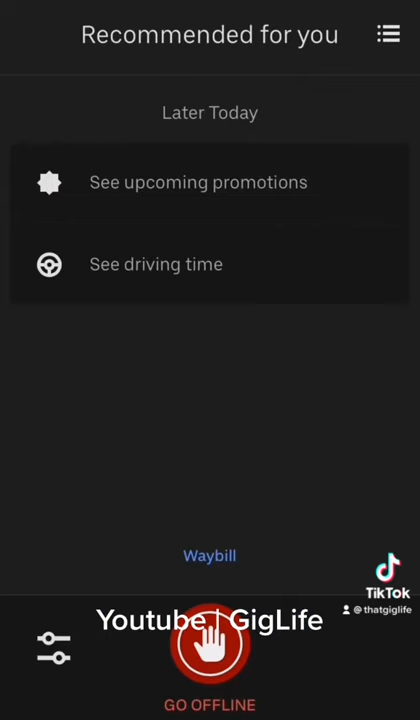 Recommended for you
Later Today
See upcoming promotions
See driving time
Waybill
TikTok
@ thatgiglife
Youtube | GigLife
GO OFFLINE